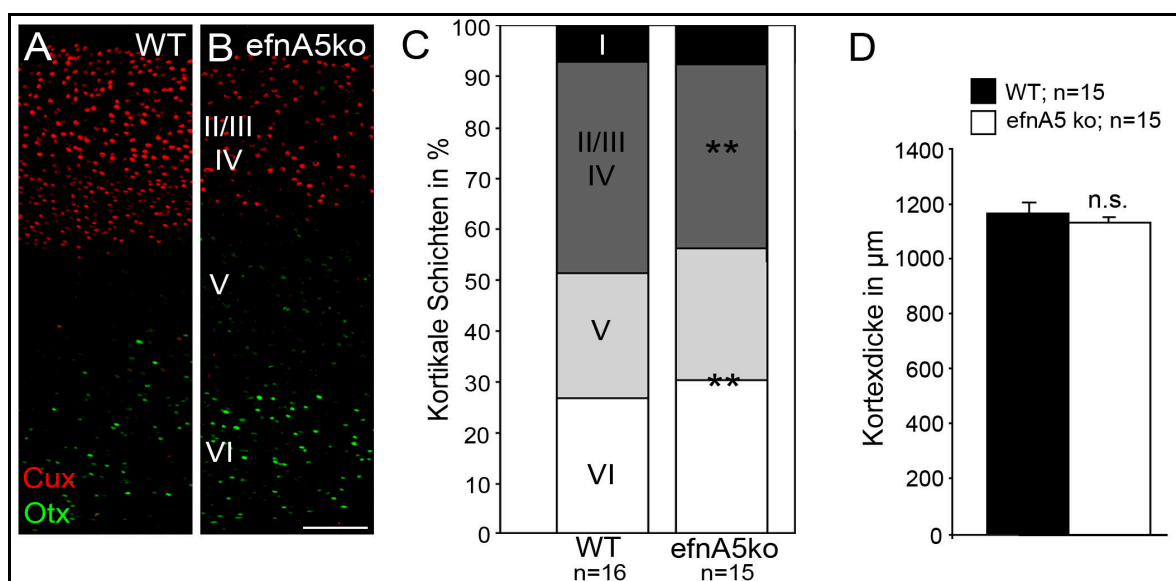 A WT
B efnA5ko
II/III
IV
V
VI
Cux
Otx
C
Kortikale Schichten in %
100
90
80
70
60
50
40
30
20
10
0
I
II/III
IV
V
VI
**
**
WT
n=16
efnA5ko
n=15
D
WT; n=15
efnA5 ko; n=15
Kortexdicke in µm
1400
1200
1000
800
600
400
200
0
n.s.